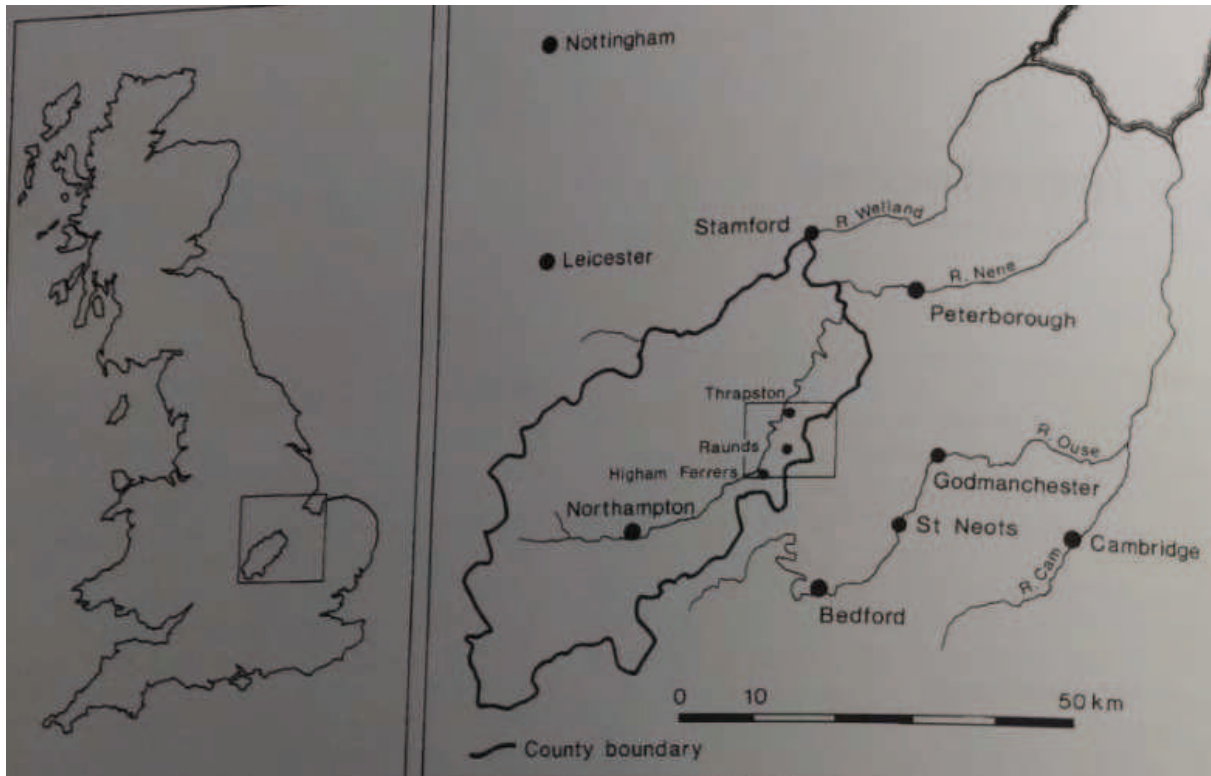 Nottingham
Stamford
R. Welland
Leicester
R. Nene
Peterborough
Thrapston
Raunds
R. Ouse
Higham Ferrers
Godmanchester
Northampton
St Neots
Cambridge
R. Cam
Bedford
0 10 50 km
County boundary